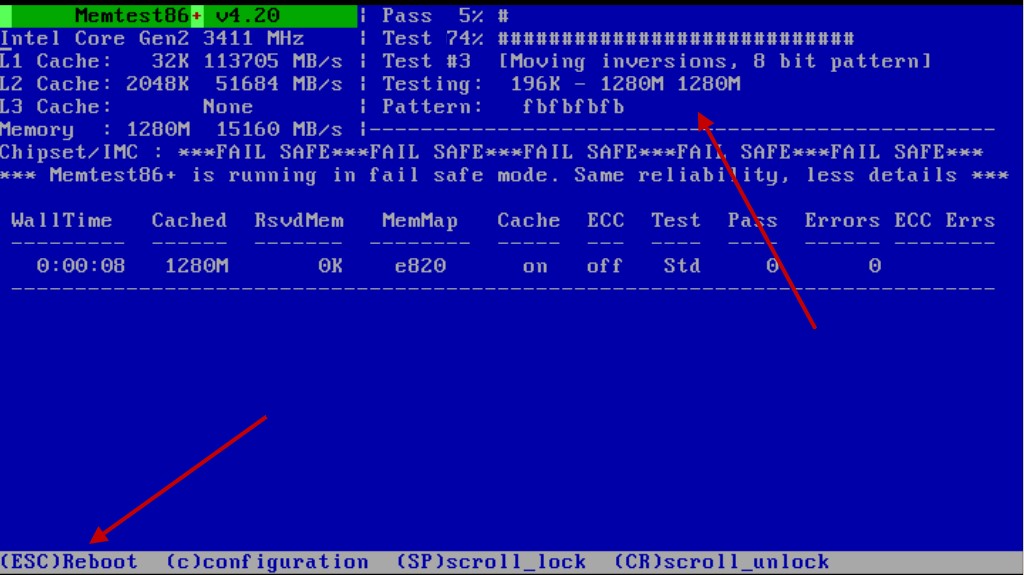 Memtest86+ v4.20 | Pass 5% #
Intel Core Gen2 3411 MHz | Test 74% ############################
L1 Cache: 32K 113705 MB/s | Test #3 [Moving inversions, 8 bit pattern]
L2 Cache: 2048K 51684 MB/s | Testing: 196K - 1280M 1280M
L3 Cache: None | Pattern: fbfbfbfb
Memory : 1280M 15160 MB/s |-------------------------------------------------
Chipset/IMC : ***FAIL SAFE***FAIL SAFE***FAIL SAFE***FAIL SAFE***FAIL SAFE***
*** Memtest86+ is running in fail safe mode. Same reliability, less details ***
WallTime Cached RsvdMem MemMap Cache ECC Test Pass Errors ECC Errs
--------- ------ ------- -------- ----- --- ---- ---- ------ --------
0:00:08 1280M 0K e820 on off Std 0 0
-----------------------------------------------------------------------------
(ESC)Reboot (c)configuration (SP)scroll_lock (CR)scroll_unlock